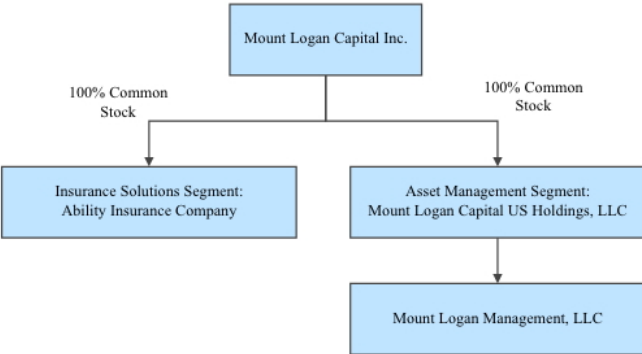 Mount Logan Capital Inc.
100% Common
Stock
100% Common
Stock
Insurance Solutions Segment:
Ability Insurance Company
Asset Management Segment:
Mount Logan Capital US Holdings, LLC
Mount Logan Management, LLC